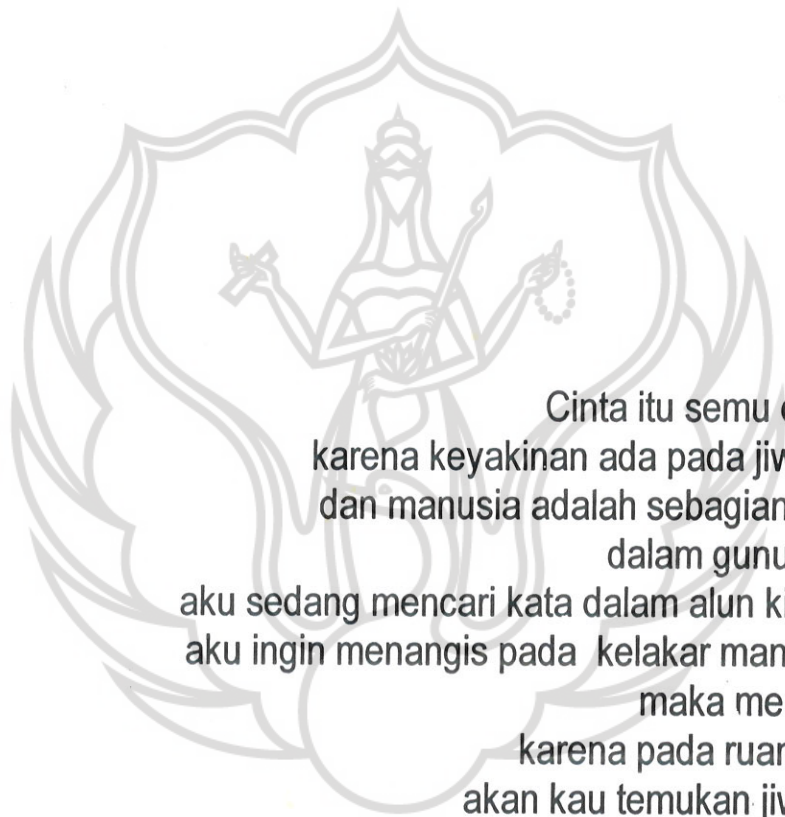 Cinta itu semu
karena keyakinan ada pada
dan manusia adalah sebagian
dalam
aku sedang mencari kata dalam alun
aku ingin menangis pada kelakar
maka
karena pada
akan kau temukan